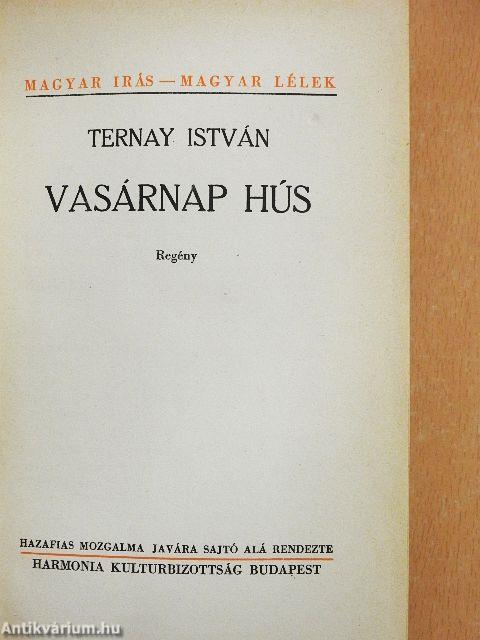 MAGYAR IRÁS — MAGYAR LÉLEK
TERNAY ISTVÁN
VASÁRNAP HÚS
Regény
HAZAFIAS MOZGALMA JAVÁRA SAJTÓ ALÁ RENDEZTE
HARMONIA KULTURBIZOTTSÁG BUDAPEST
Antikvárium.hu